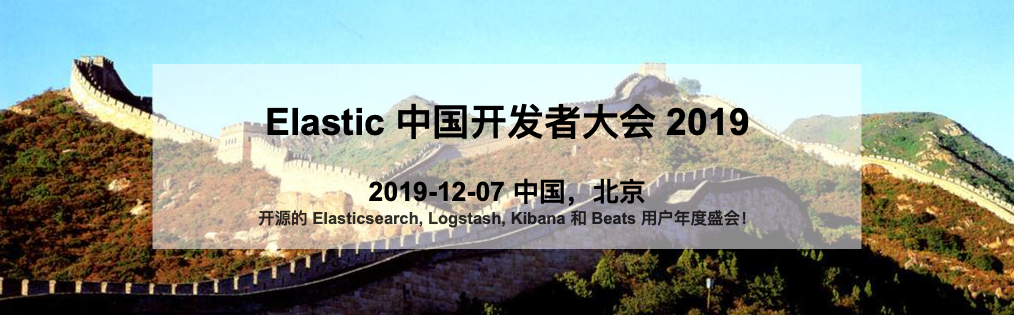 Elastic 中国开发者大会 2019
2019-12-07 中国，北京
开源的 Elasticsearch, Logstash, Kibana 和 Beats 用户年度盛会！